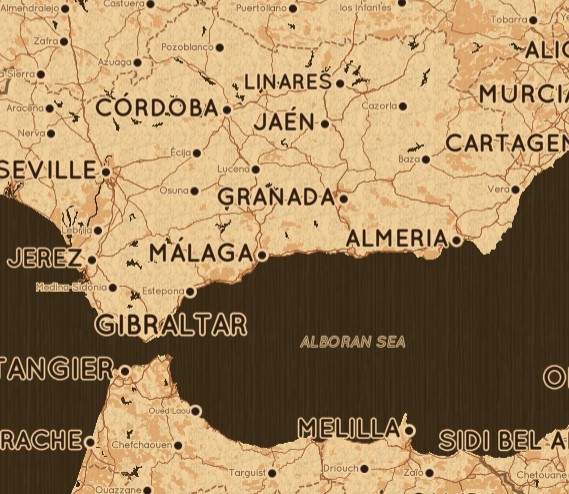 Almendralejo
Castuera
Puertollano
los Infantes
Tobarra
Zafra
Pozoblanco
ALIC
Azuaga
a Sierra
LINARES
MURCIA
Aracena
CÓRDOBA
Cazorla
Nerva
JAÉN
CARTAGEN
Écija
Baza
SEVILLE
Lucena
Osuna
GRANADA
Vera
Lebrija
ALMERIA
JEREZ
MÁLAGA
Medina-Sidonia
Estepona
GIBRALTAR
ALBORAN SEA
TANGIER
O
Oued Laou
MELILLA
RACHE
Chefchaouen
SIDI BEL A
Targuist
Driouch
Zaio
Chetouane
Ouazzane